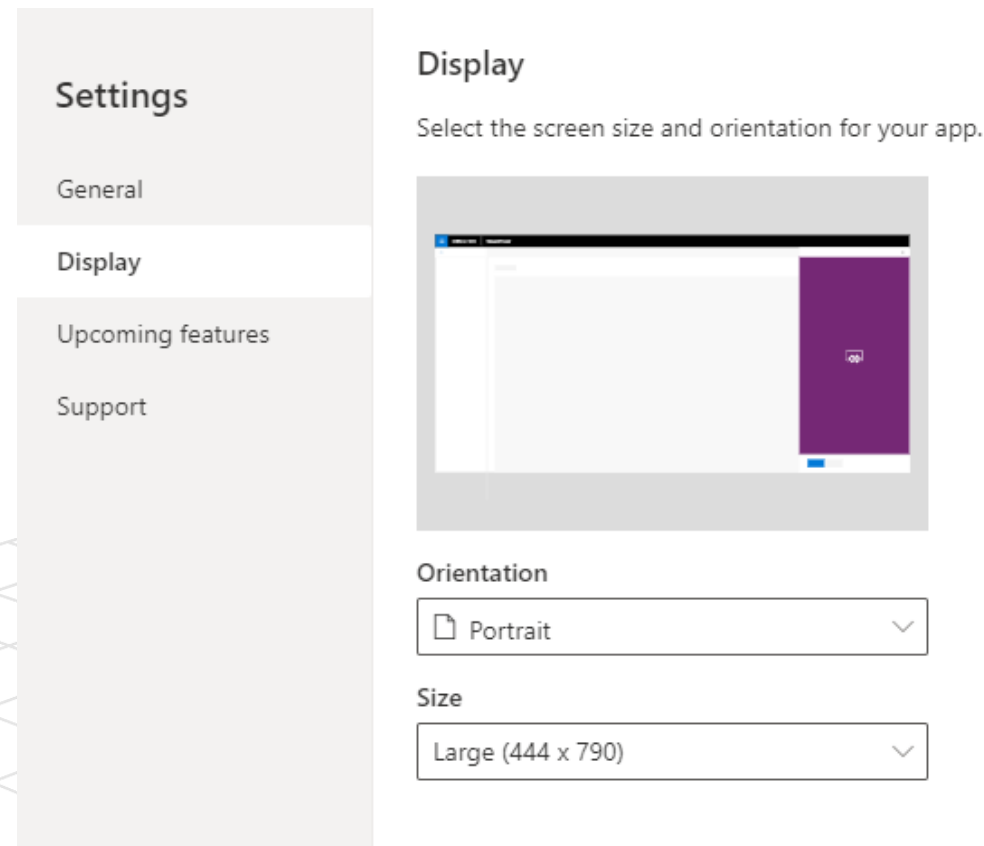 Settings
General
Display
Upcoming features
Support
Display
Select the screen size and orientation for your app.
Orientation
Portrait
Size
Large (444 x 790)